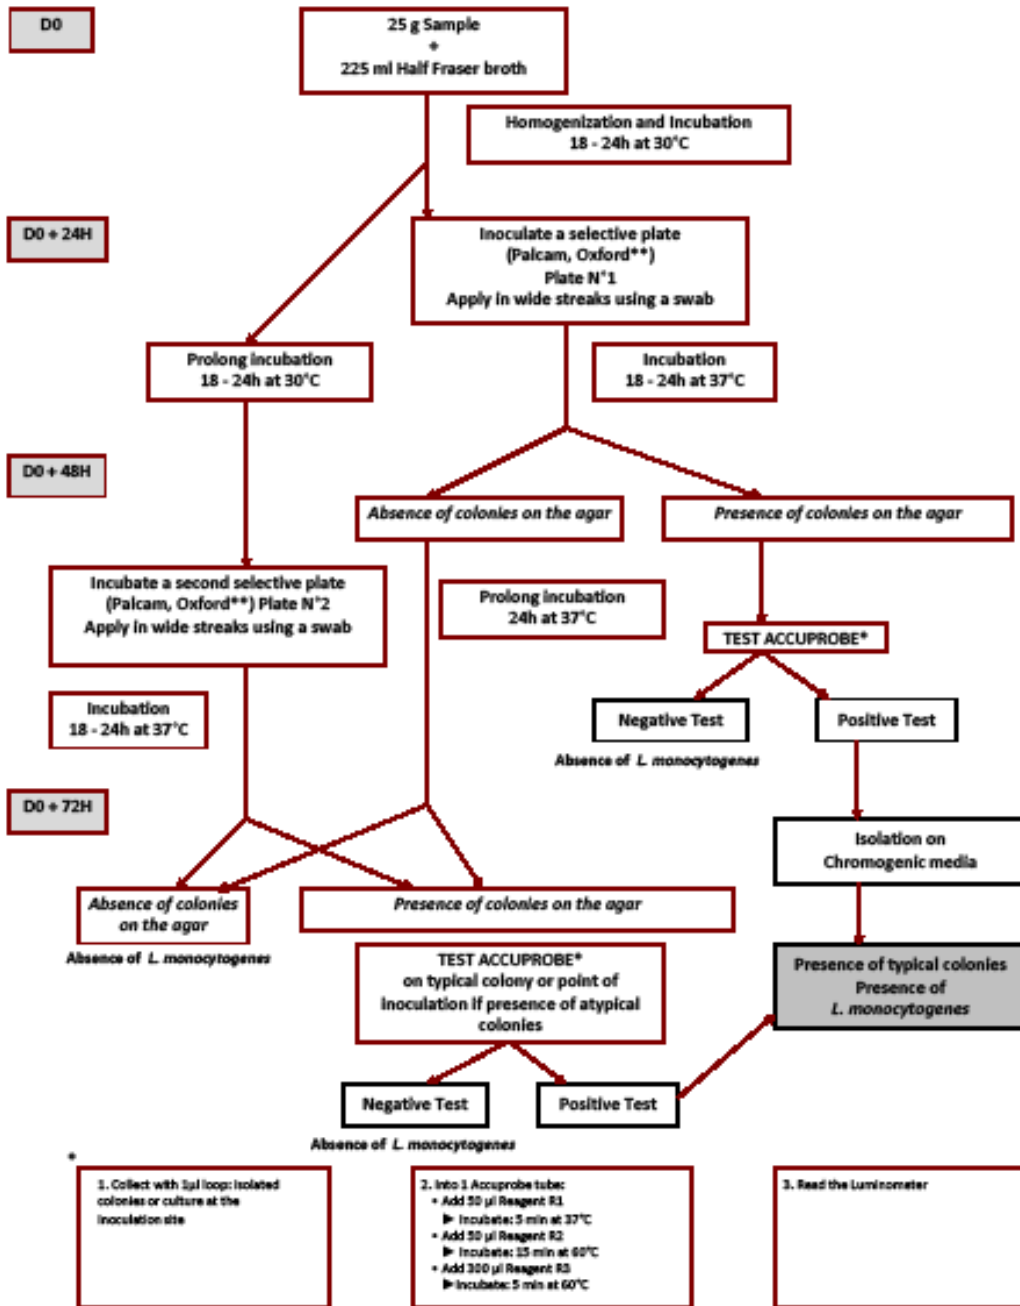 D0
25 g Sample
+
225 ml Half Fraser broth
Homogenization and Incubation
18 - 24h at 30°C
D0 + 24H
Inoculate a selective plate
(Palcam, Oxford**)
Plate N°1
Apply in wide streaks using a swab
Prolong incubation
18 - 24h at 30°C
Incubation
18 - 24h at 37°C
D0 + 48H
Absence of colonies on the agar
Presence of colonies on the agar
Incubate a second selective plate
(Palcam, Oxford**) Plate N°2
Apply in wide streaks using a swab
Prolong incubation
24h at 37°C
TEST ACCUPROBE*
Incubation
18 - 24h at 37°C
Negative Test
Positive Test
Absence of L. monocytogenes
D0 + 72H
Isolation on
Chromogenic media
Absence of colonies
on the agar
Presence of colonies on the agar
Absence of L. monocytogenes
TEST ACCUPROBE*
on typical colony or point of
inoculation if presence of atypical
colonies
Presence of typical colonies
Presence of
L. monocytogenes
Negative Test
Positive Test
Absence of L. monocytogenes
*
1. Collect with 1µl loop: Isolated
colonies or culture at the
inoculation site
2. Into 1 Accuprobe tube:
• Add 50 µl Reagent R1
► Incubate: 5 min at 37°C
• Add 50 µl Reagent R2
► Incubate: 15 min at 60°C
• Add 300 µl Reagent R3
►Incubate: 5 min at 60°C
3. Read the Luminometer